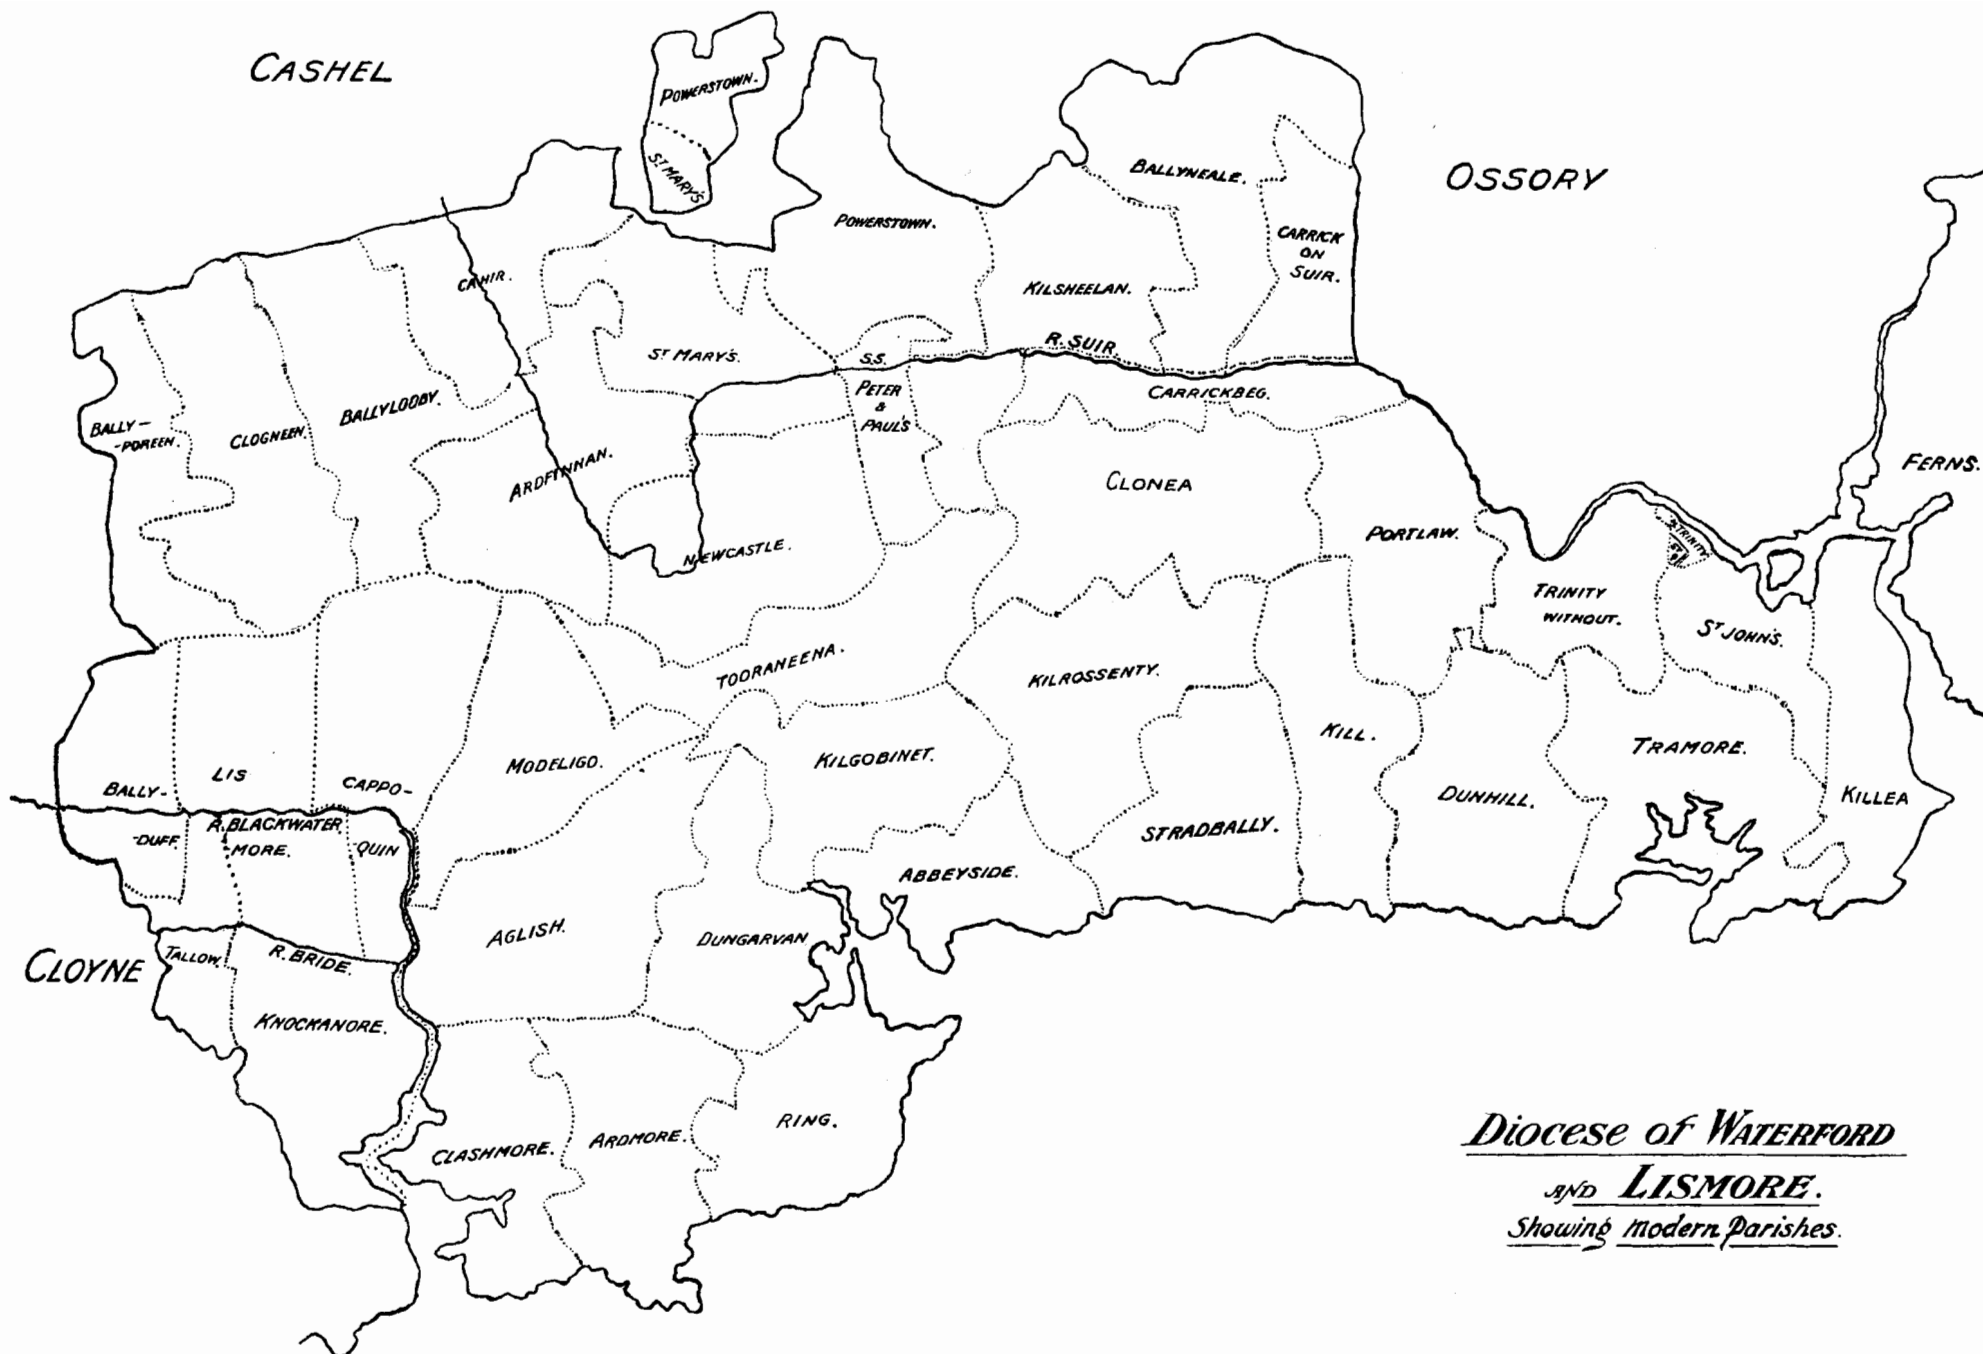 CASHEL
POWERSTOWN.
ST MARY'S
OSSORY
BALLYNEALE.
POWERSTOWN.
CARRICK
ON
SUIR.
CAHIR.
KILSHEELAN.
R. SUIR
ST MARY'S.
S.S.
PETER
&
PAUL'S
CARRICKBEG.
BALLY-
-POREEN.
CLOGHEEN.
BALLYLOOBY.
ARDFINNAN.
CLONEA
FERNS.
NEWCASTLE.
PORTLAW.
TRINITY
ST P.
TRINITY
WITHOUT.
ST JOHN'S.
TOORANEENA.
KILROSSENTY.
MODELIGO.
KILGOBINET.
KILL.
TRAMORE.
BALLY-
LIS
CAPPO-
DUNHILL.
KILLEA
-DUFF.
R. BLACKWATER
MORE.
-QUIN
STRADBALLY.
ABBEYSIDE.
AGLISH.
DUNGARVAN
CLOYNE
TALLOW.
R. BRIDE.
KNOCKANORE.
CLASHMORE.
ARDMORE.
RING.
Diocese of WATERFORD
AND LISMORE.
Showing modern Parishes.